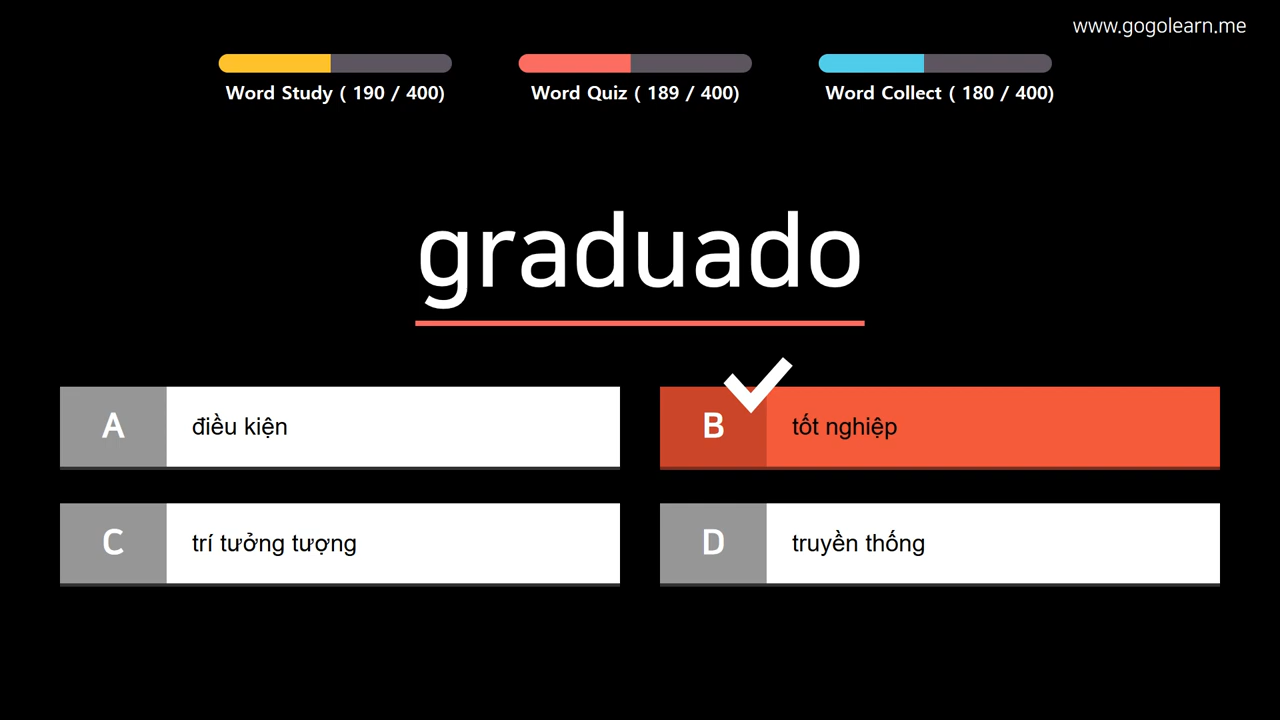 www.gogolearn.me
Word Study ( 190 / 400)
Word Quiz ( 189 / 400)
Word Collect ( 180 / 400)
graduado
A
điều kiện
B
tốt nghiệp
C
trí tưởng tượng
D
truyền thống